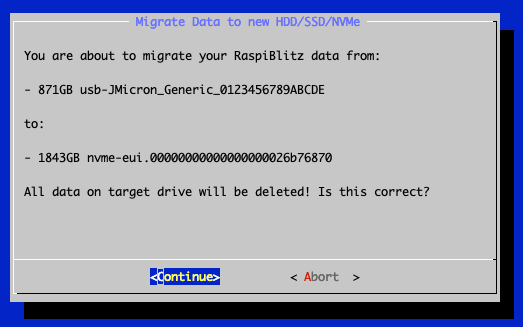 Migrate Data to new HDD/SSD/NVMe
You are about to migrate your RaspiBlitz data from:
- 871GB usb-JMicron_Generic_0123456789ABCDE
to:
- 1843GB nvme-eui.00000000000000000026b76870
All data on target drive will be deleted! Is this correct?
<Continue> < Abort >